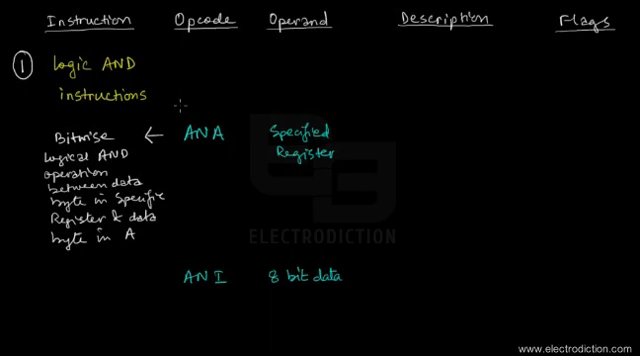 Instruction Opcode Operand Description Flags
1 Logic AND
instructions
Bitwise ← ANA Specified
Logical AND Register
operation
between data
byte in Specific
Register & data
byte in A
ELECTRODICTION
ANI 8 bit data
www.electrodiction.com